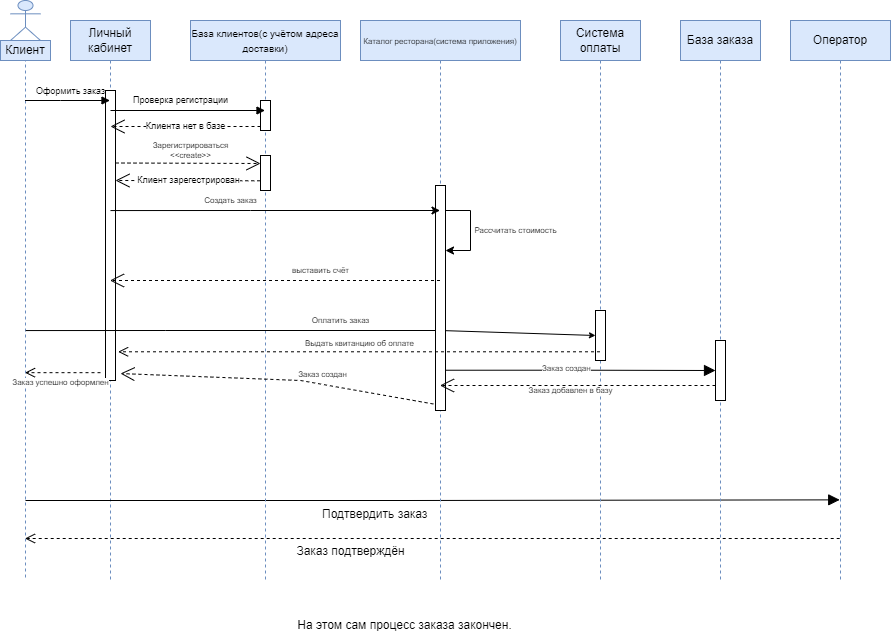 Клиент
Личный
кабинет
База клиентов(с учётом адреса
доставки)
Каталог ресторана(система приложения)
Система
оплаты
База заказа
Оператор
Оформить заказ
Проверка регистрации
Клиента нет в базе
Зарегистрироваться
<<create>>
Клиент зарегестрирован
Создать заказ
Рассчитать стоимость
выставить счёт
Оплатить заказ
Выдать квитанцию об оплате
Заказ создан
Заказ создан
Заказ успешно оформлен
Заказ добавлен в базу
Подтвердить заказ
Заказ подтверждён
На этом сам процесс заказа закончен.